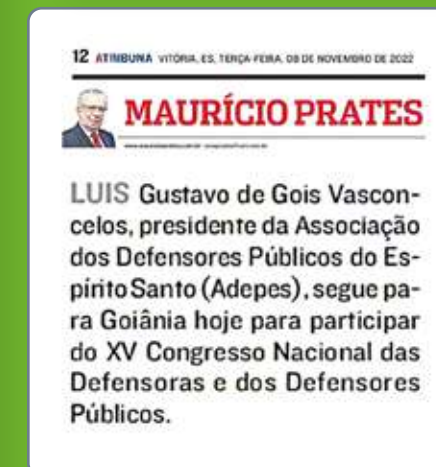 12 ATRIBUNA VITÓRIA, ES, TERÇA-FEIRA, 08 DE NOVEMBRO DE 2022
MAURÍCIO PRATES
LUIS Gustavo de Gois Vascon-
celos, presidente da Associação
dos Defensores Públicos do Es-
pírito Santo (Adepes), segue pa-
ra Goiânia hoje para participar
do XV Congresso Nacional das
Defensoras e dos Defensores
Públicos.